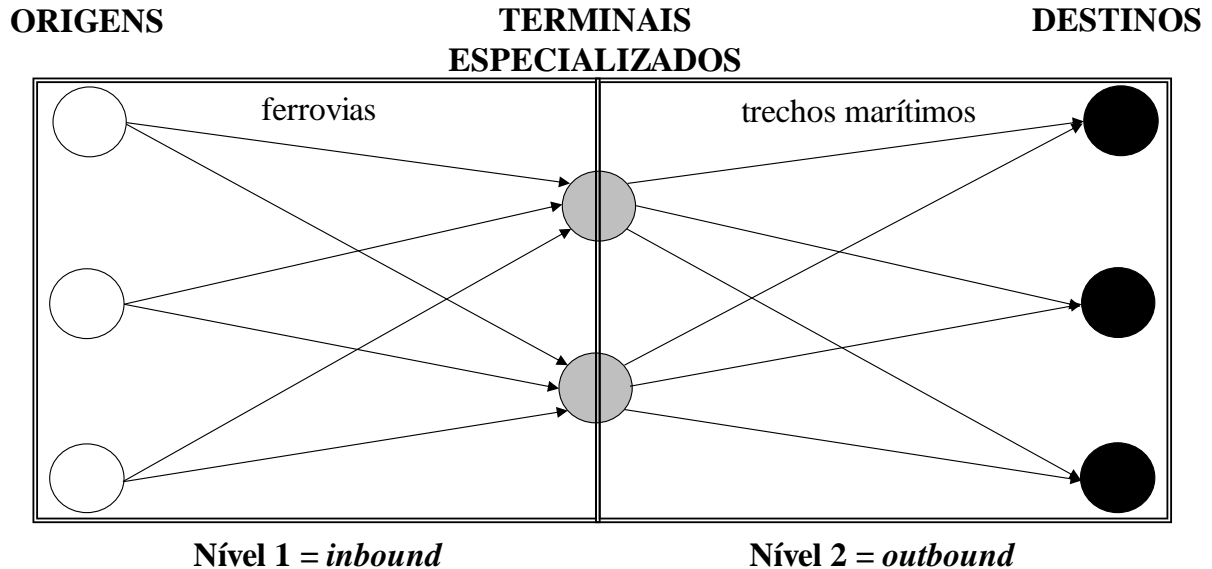 ORIGENS
TERMINAIS
ESPECIALIZADOS
DESTINOS
ferrovias
trechos marítimos
Nível 1 = inbound
Nível 2 = outbound